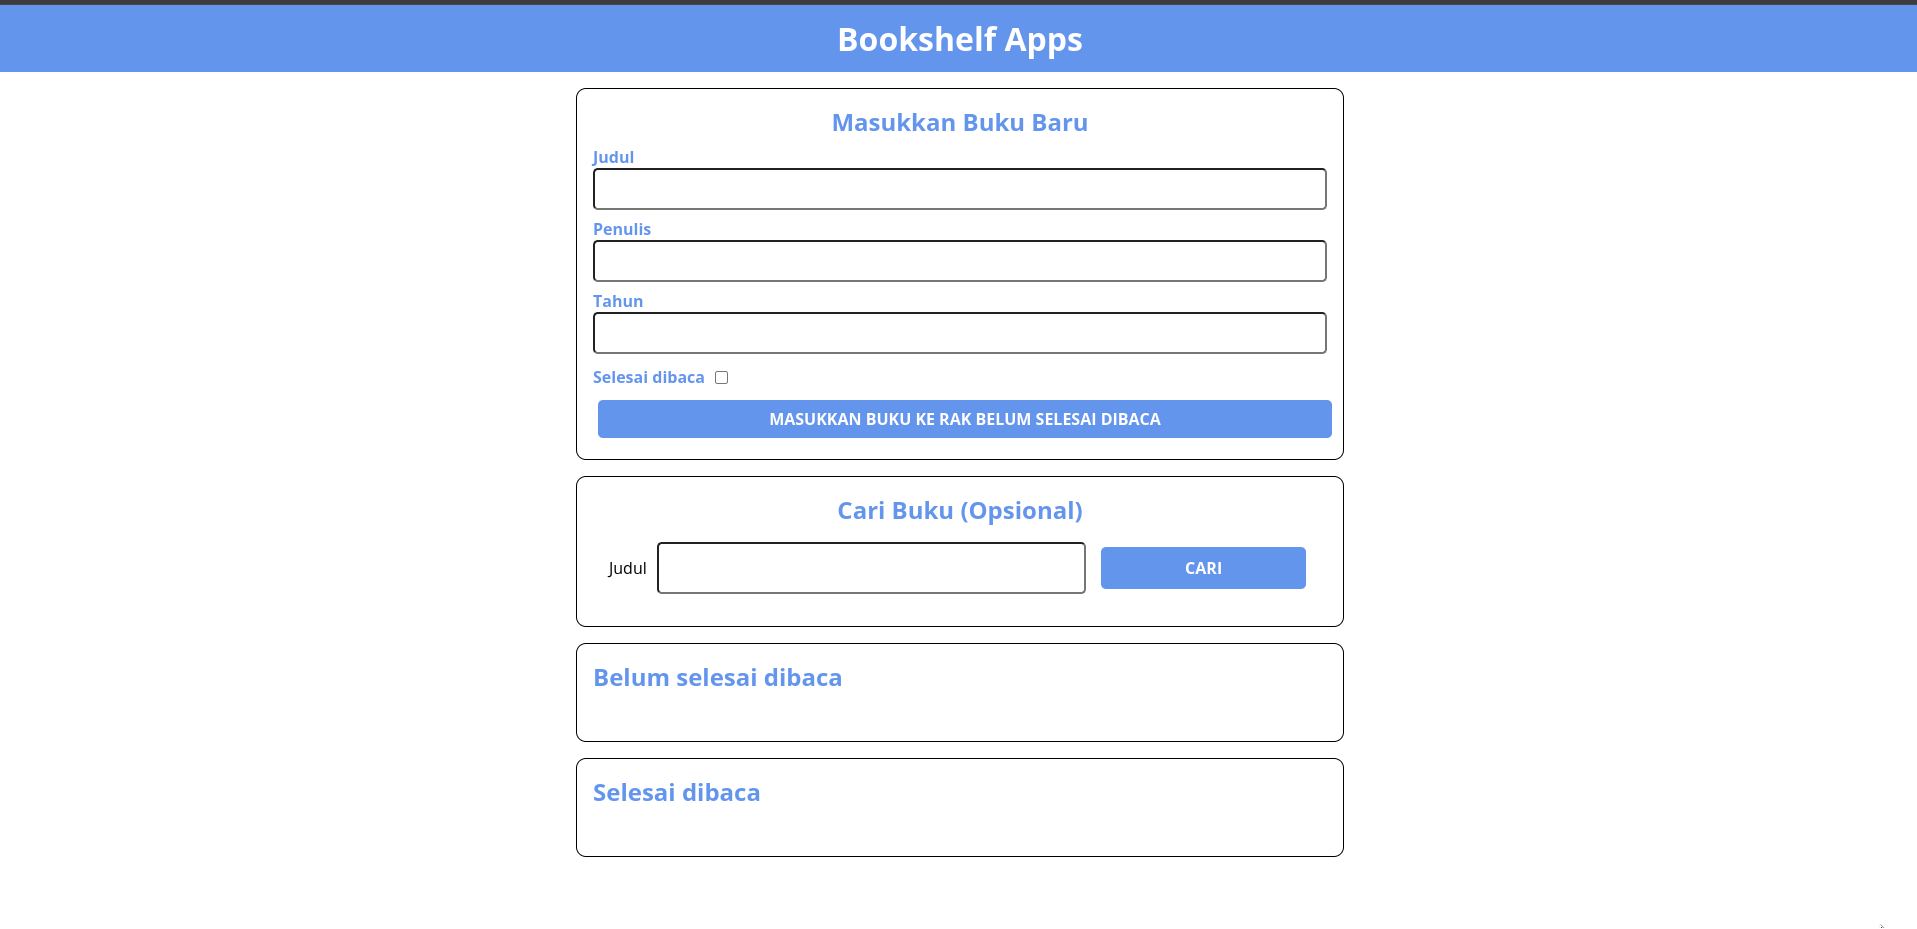 Bookshelf Apps
Masukkan Buku Baru
Judul
Penulis
Tahun
Selesai dibaca
MASUKKAN BUKU KE RAK BELUM SELESAI DIBACA
Cari Buku (Opsional)
Judul
CARI
Belum selesai dibaca
Selesai dibaca